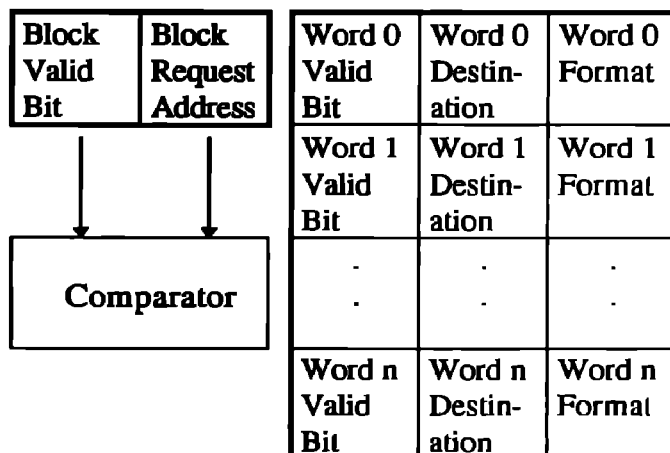 Block
Valid
Bit
Block
Request
Address
Comparator
Word 0
Valid
Bit
Word 0
Destin-
ation
Word 0
Format
Word 1
Valid
Bit
Word 1
Destin-
ation
Word 1
Format
. . .
. . .
Word n
Valid
Bit
Word n
Destin-
ation
Word n
Format